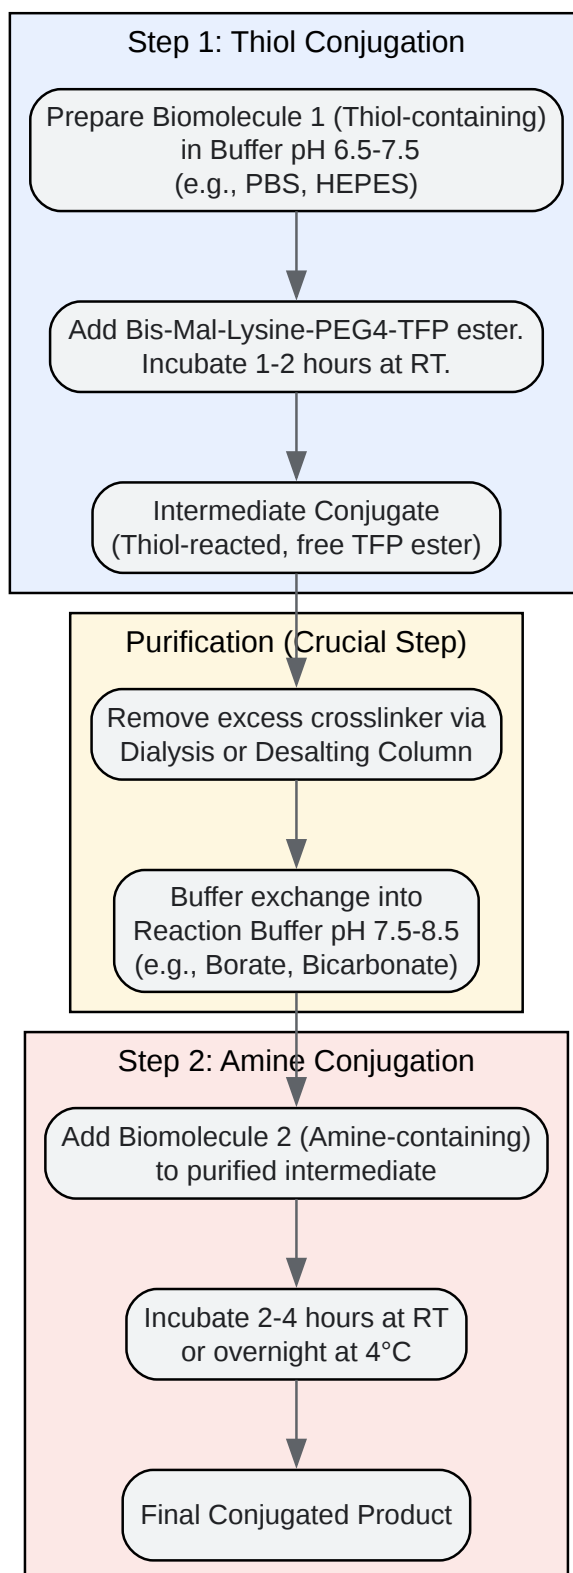 Step 1: Thiol Conjugation
Prepare Biomolecule 1 (Thiol-containing)
in Buffer pH 6.5-7.5
(e.g., PBS, HEPES)
Add Bis-Mal-Lysine-PEG4-TFP ester.
Incubate 1-2 hours at RT.
Intermediate Conjugate
(Thiol-reacted, free TFP ester)
Purification (Crucial Step)
Remove excess crosslinker via
Dialysis or Desalting Column
Buffer exchange into
Reaction Buffer pH 7.5-8.5
(e.g., Borate, Bicarbonate)
Step 2: Amine Conjugation
Add Biomolecule 2 (Amine-containing)
to purified intermediate
Incubate 2-4 hours at RT
or overnight at 4°C
Final Conjugated Product